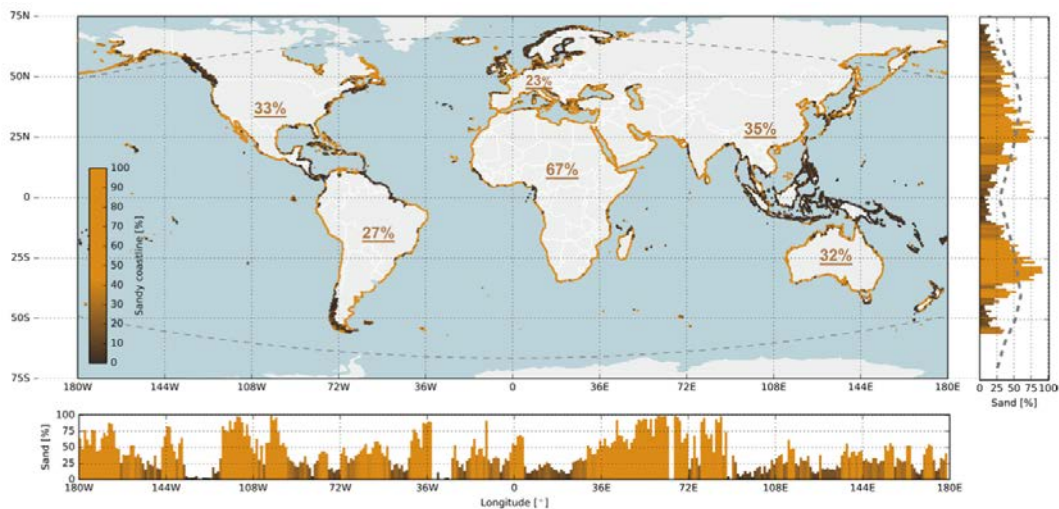 75N
50N
25N
0
25S
50S
75S
180W
144W
108W
72W
36W
0
36E
72E
108E
144E
180E
33%
23%
35%
67%
27%
32%
100
90
80
70
60
50
40
30
20
10
0
Sandy coastline [%]
0 25 50 75 100
Sand [%]
100
75
50
25
Sand [%]
180W
144W
108W
72W
36W
0
36E
72E
108E
144E
180E
Longitude [°]